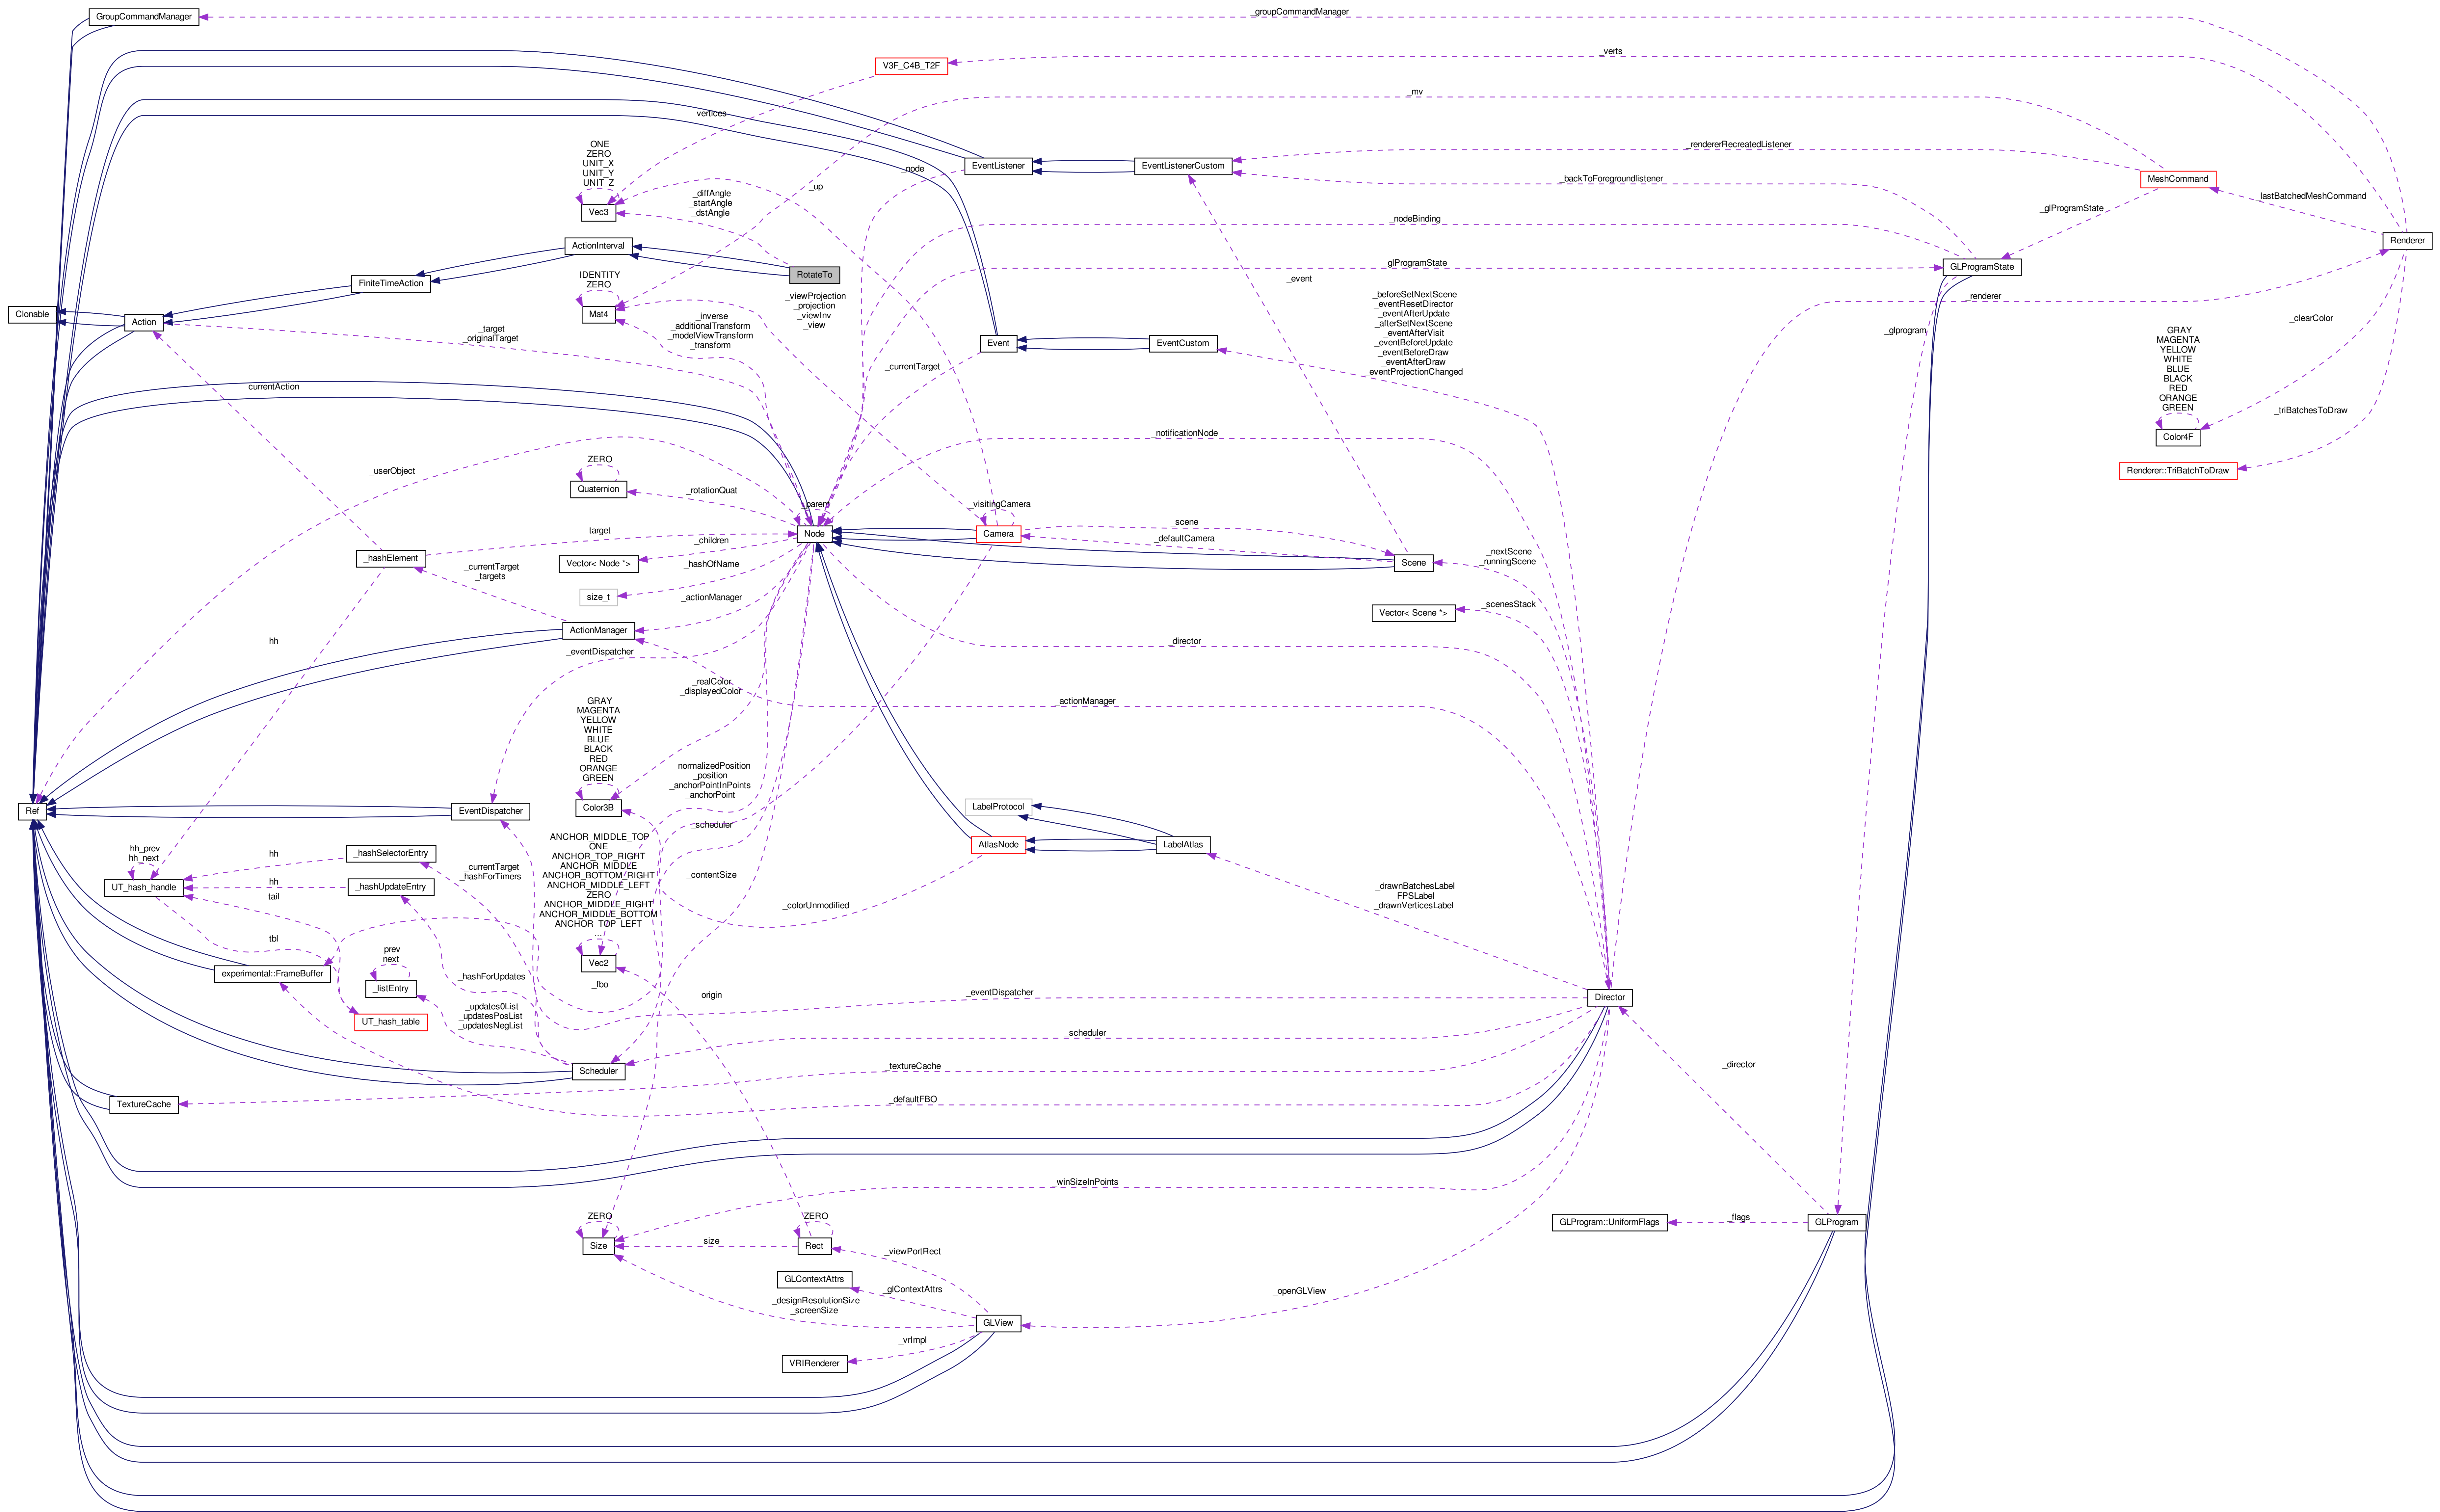 GroupCommandManager
_groupCommandManager
_verts
V3F_C4B_T2F
_mv
vertices
ONE
ZERO
UNIT_X
UNIT_Y
UNIT_Z
Vec3
_diffAngle
_startAngle
_dstAngle
_up
EventListener
_node
EventListenerCustom
_rendererRecreatedListener
_backToForegroundlistener
MeshCommand
_lastBatchedMeshCommand
_glProgramState
_nodeBinding
Renderer
ActionInterval
RotateTo
FiniteTimeAction
IDENTITY
ZERO
Mat4
_glProgramState
GLProgramState
_event
_renderer
Clonable
Action
_target
_originalTarget
_inverse
_additionalTransform
_modelViewTransform
_transform
_viewProjection
_projection
_viewInv
_view
Event
EventCustom
_currentTarget
_beforeSetNextScene
_eventResetDirector
_eventAfterUpdate
_afterSetNextScene
_eventAfterVisit
_eventBeforeUpdate
_eventBeforeDraw
_eventAfterDraw
_eventProjectionChanged
_glprogram
_clearColor
GRAY
MAGENTA
YELLOW
WHITE
BLUE
BLACK
RED
ORANGE
GREEN
Color4F
_triBatchesToDraw
Renderer::TriBatchToDraw
currentAction
_userObject
_notificationNode
ZERO
Quaternion
_rotationQuat
_parent
Node
_visitingCamera
Camera
_scene
_defaultCamera
Scene
_nextScene
_runningScene
_hashElement
target
_children
Vector< Node *>
_hashOfName
size_t
_currentTarget
_targets
_actionManager
ActionManager
Vector< Scene *>
_scenesStack
hh
_eventDispatcher
_director
_realColor
_displayedColor
_actionManager
GRAY
MAGENTA
YELLOW
WHITE
BLUE
BLACK
RED
ORANGE
GREEN
Color3B
_normalizedPosition
_position
_anchorPointInPoints
_anchorPoint
Ref
EventDispatcher
LabelProtocol
_scheduler
AtlasNode
LabelAtlas
hh_prev
hh_next
UT_hash_handle
hh
_hashSelectorEntry
hh
_hashUpdateEntry
tail
_currentTarget
_hashForTimers
ANCHOR_MIDDLE_TOP
ONE
ANCHOR_TOP_RIGHT
ANCHOR_MIDDLE
ANCHOR_BOTTOM_RIGHT
ANCHOR_MIDDLE_LEFT
ZERO
ANCHOR_MIDDLE_RIGHT
ANCHOR_MIDDLE_BOTTOM
ANCHOR_TOP_LEFT
...
Vec2
_contentSize
_colorUnmodified
_drawnBatchesLabel
_FPSLabel
_drawnVerticesLabel
tbl
experimental::FrameBuffer
prev
next
_listEntry
_hashForUpdates
_fbo
origin
_eventDispatcher
Director
UT_hash_table
_updates0List
_updatesPosList
_updatesNegList
Scheduler
_scheduler
_textureCache
_director
TextureCache
_defaultFBO
_winSizeInPoints
ZERO
Size
size
ZERO
Rect
GLProgram::UniformFlags
_flags
GLProgram
_viewPortRect
GLContextAttrs
_glContextAttrs
_openGLView
_designResolutionSize
_screenSize
GLView
_vrImpl
VRIRenderer